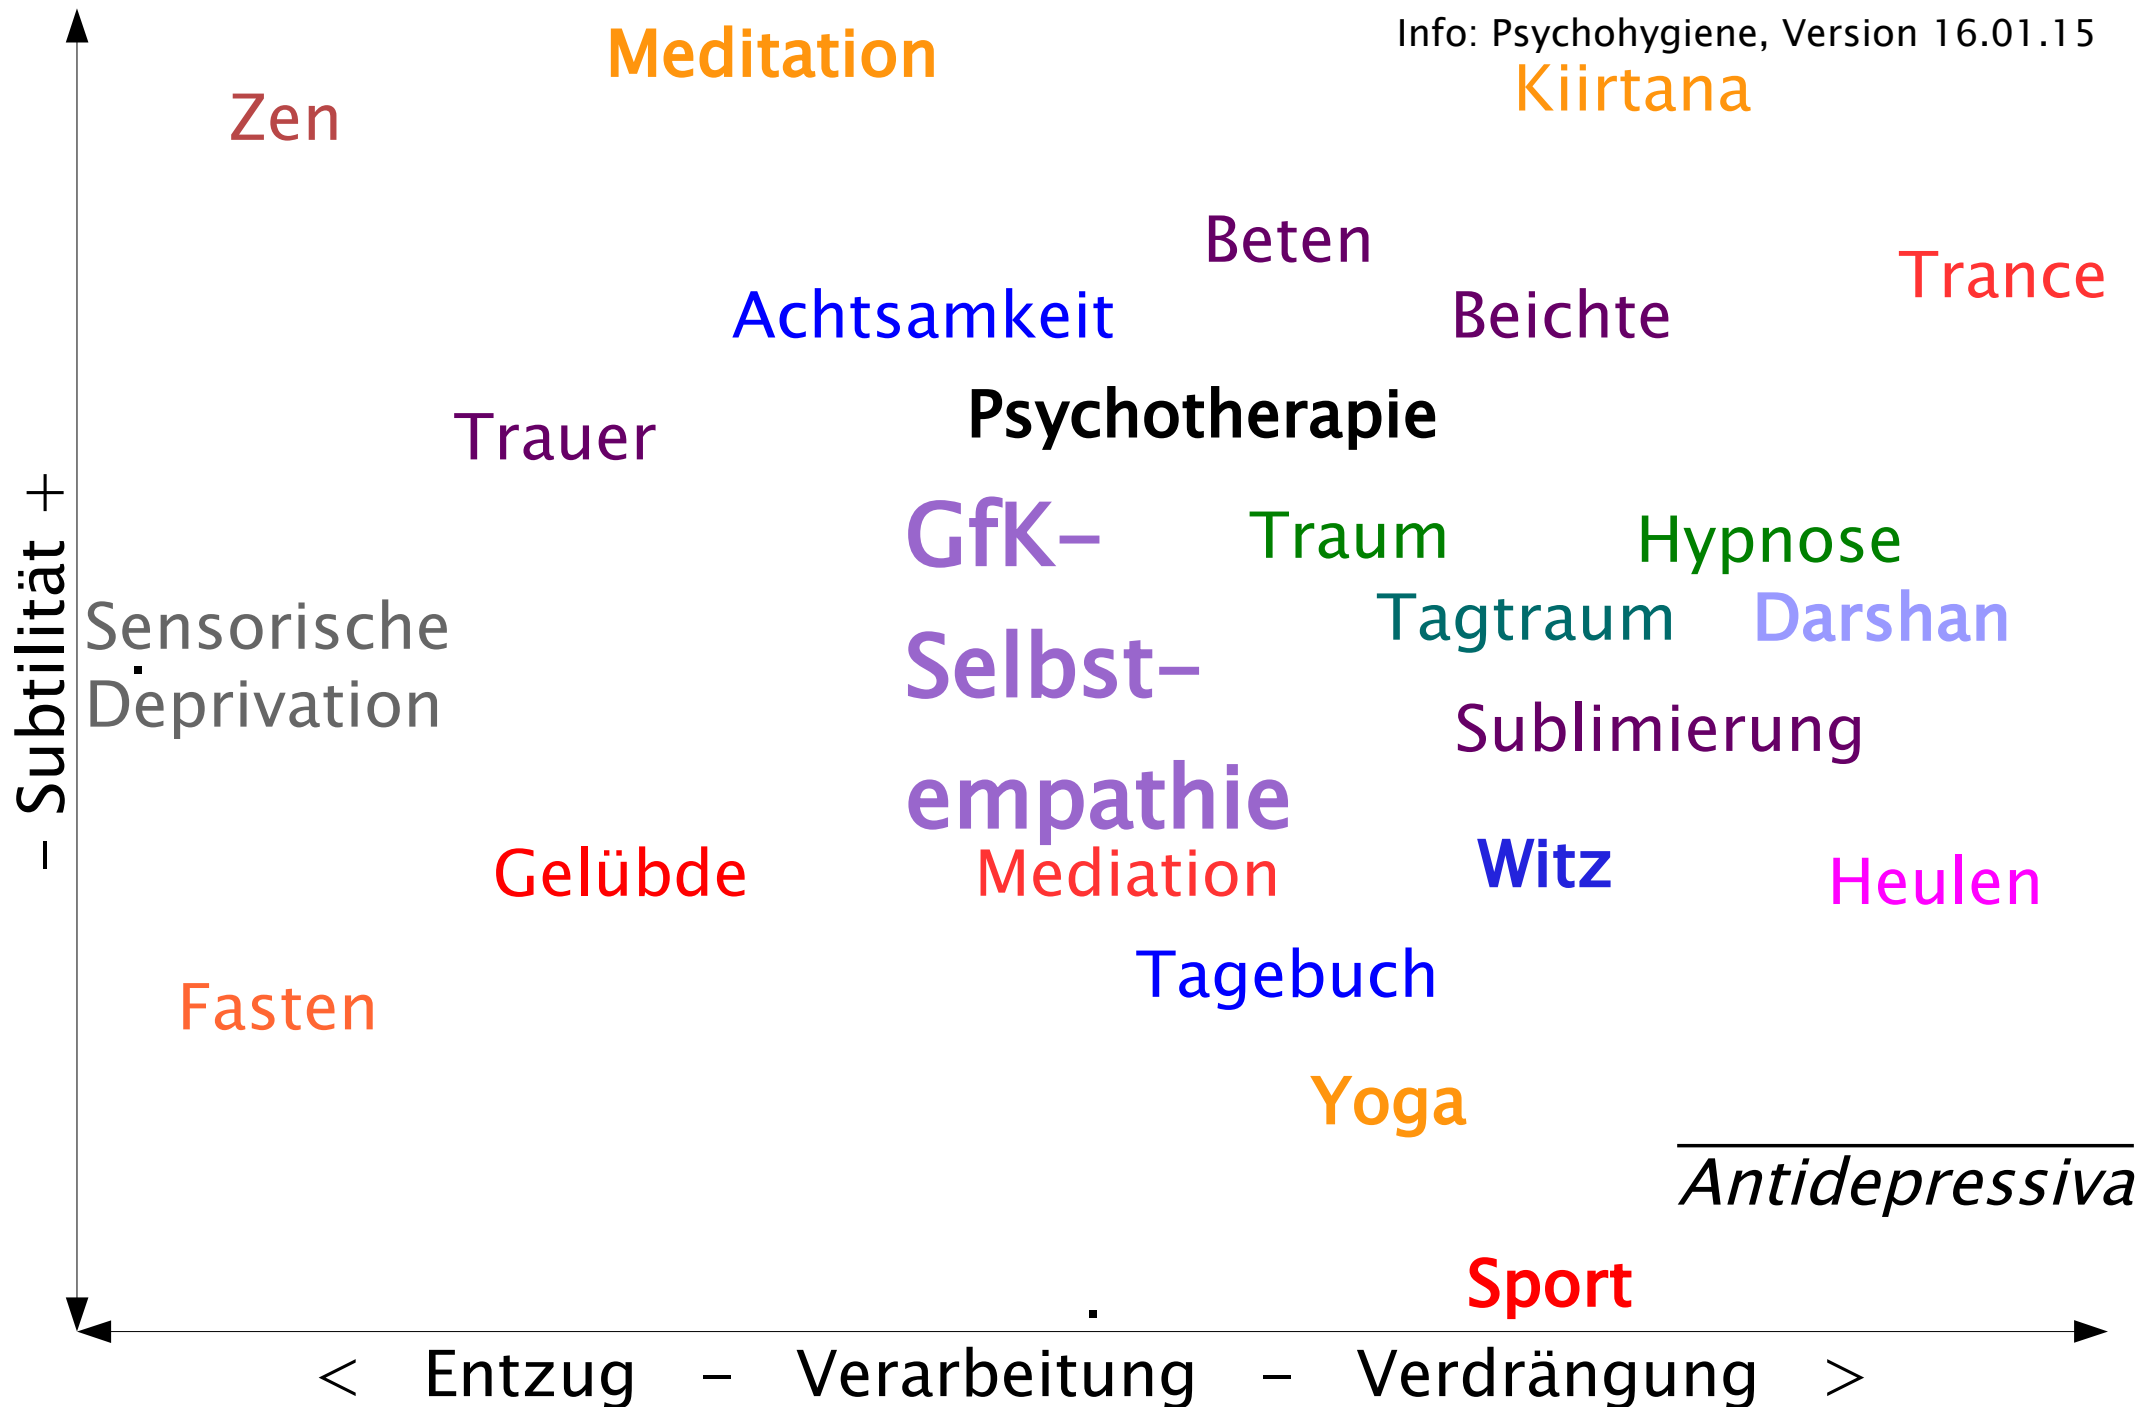 Info: Psychohygiene, Version 16.01.15
Meditation
Kiirtana
Zen
Beten
Trance
Achtsamkeit
Beichte
Psychotherapie
Trauer
GfK-
Traum
Hypnose
Sensorische
Tagtraum
Darshan
Selbst-
Deprivation
Sublimierung
empathie
Gelübde
Mediation
Witz
Heulen
Tagebuch
Fasten
Yoga
Antidepressiva
Sport
- Subtilität +
< Entzug - Verarbeitung - Verdrängung >